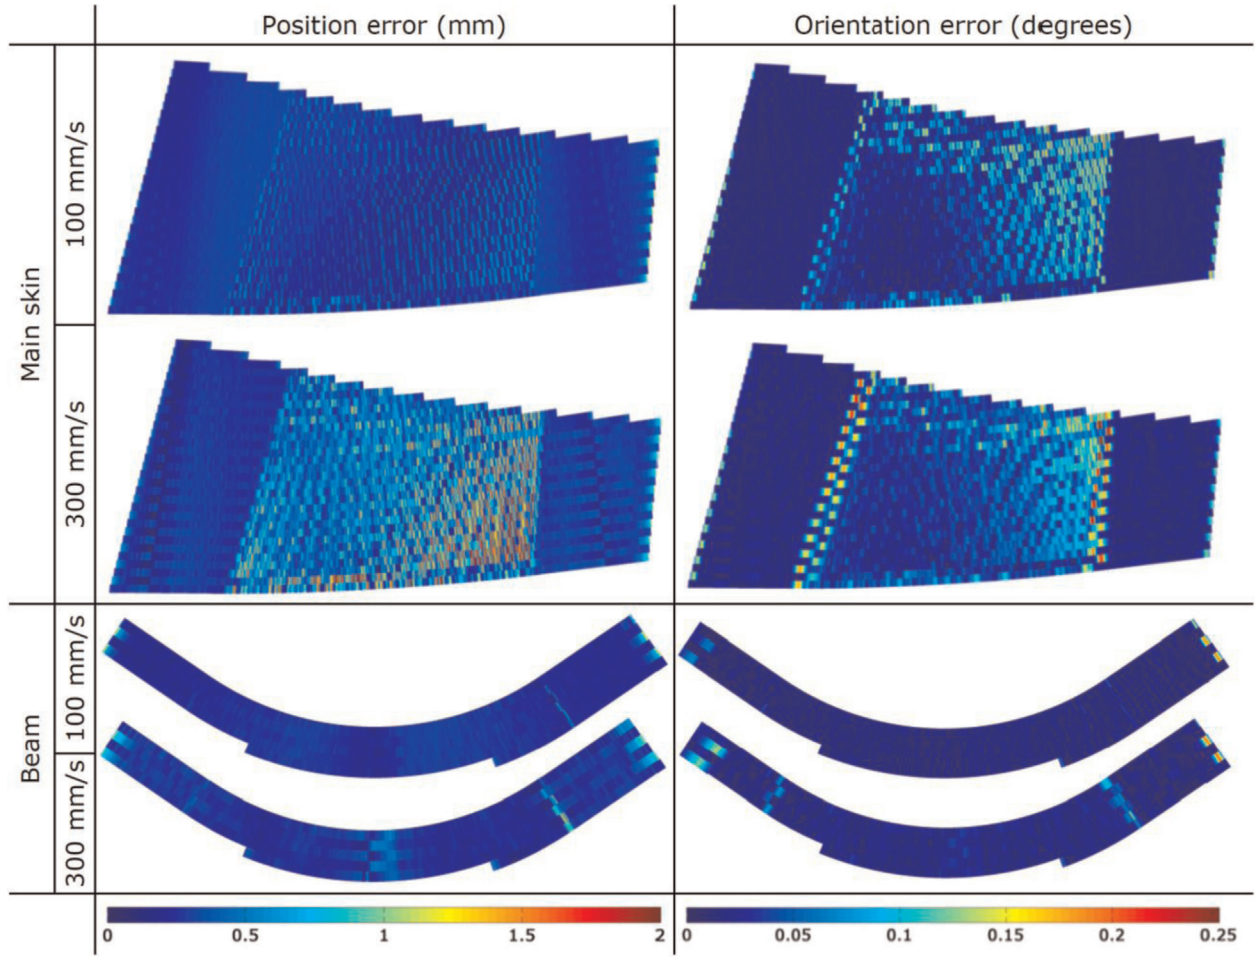 Position error (mm)
Orientation error (degrees)
Main skin
100 mm/s
300 mm/s
Beam
100 mm/s
300 mm/s
0 0.5 1 1.5 2
0 0.05 0.1 0.15 0.2 0.25